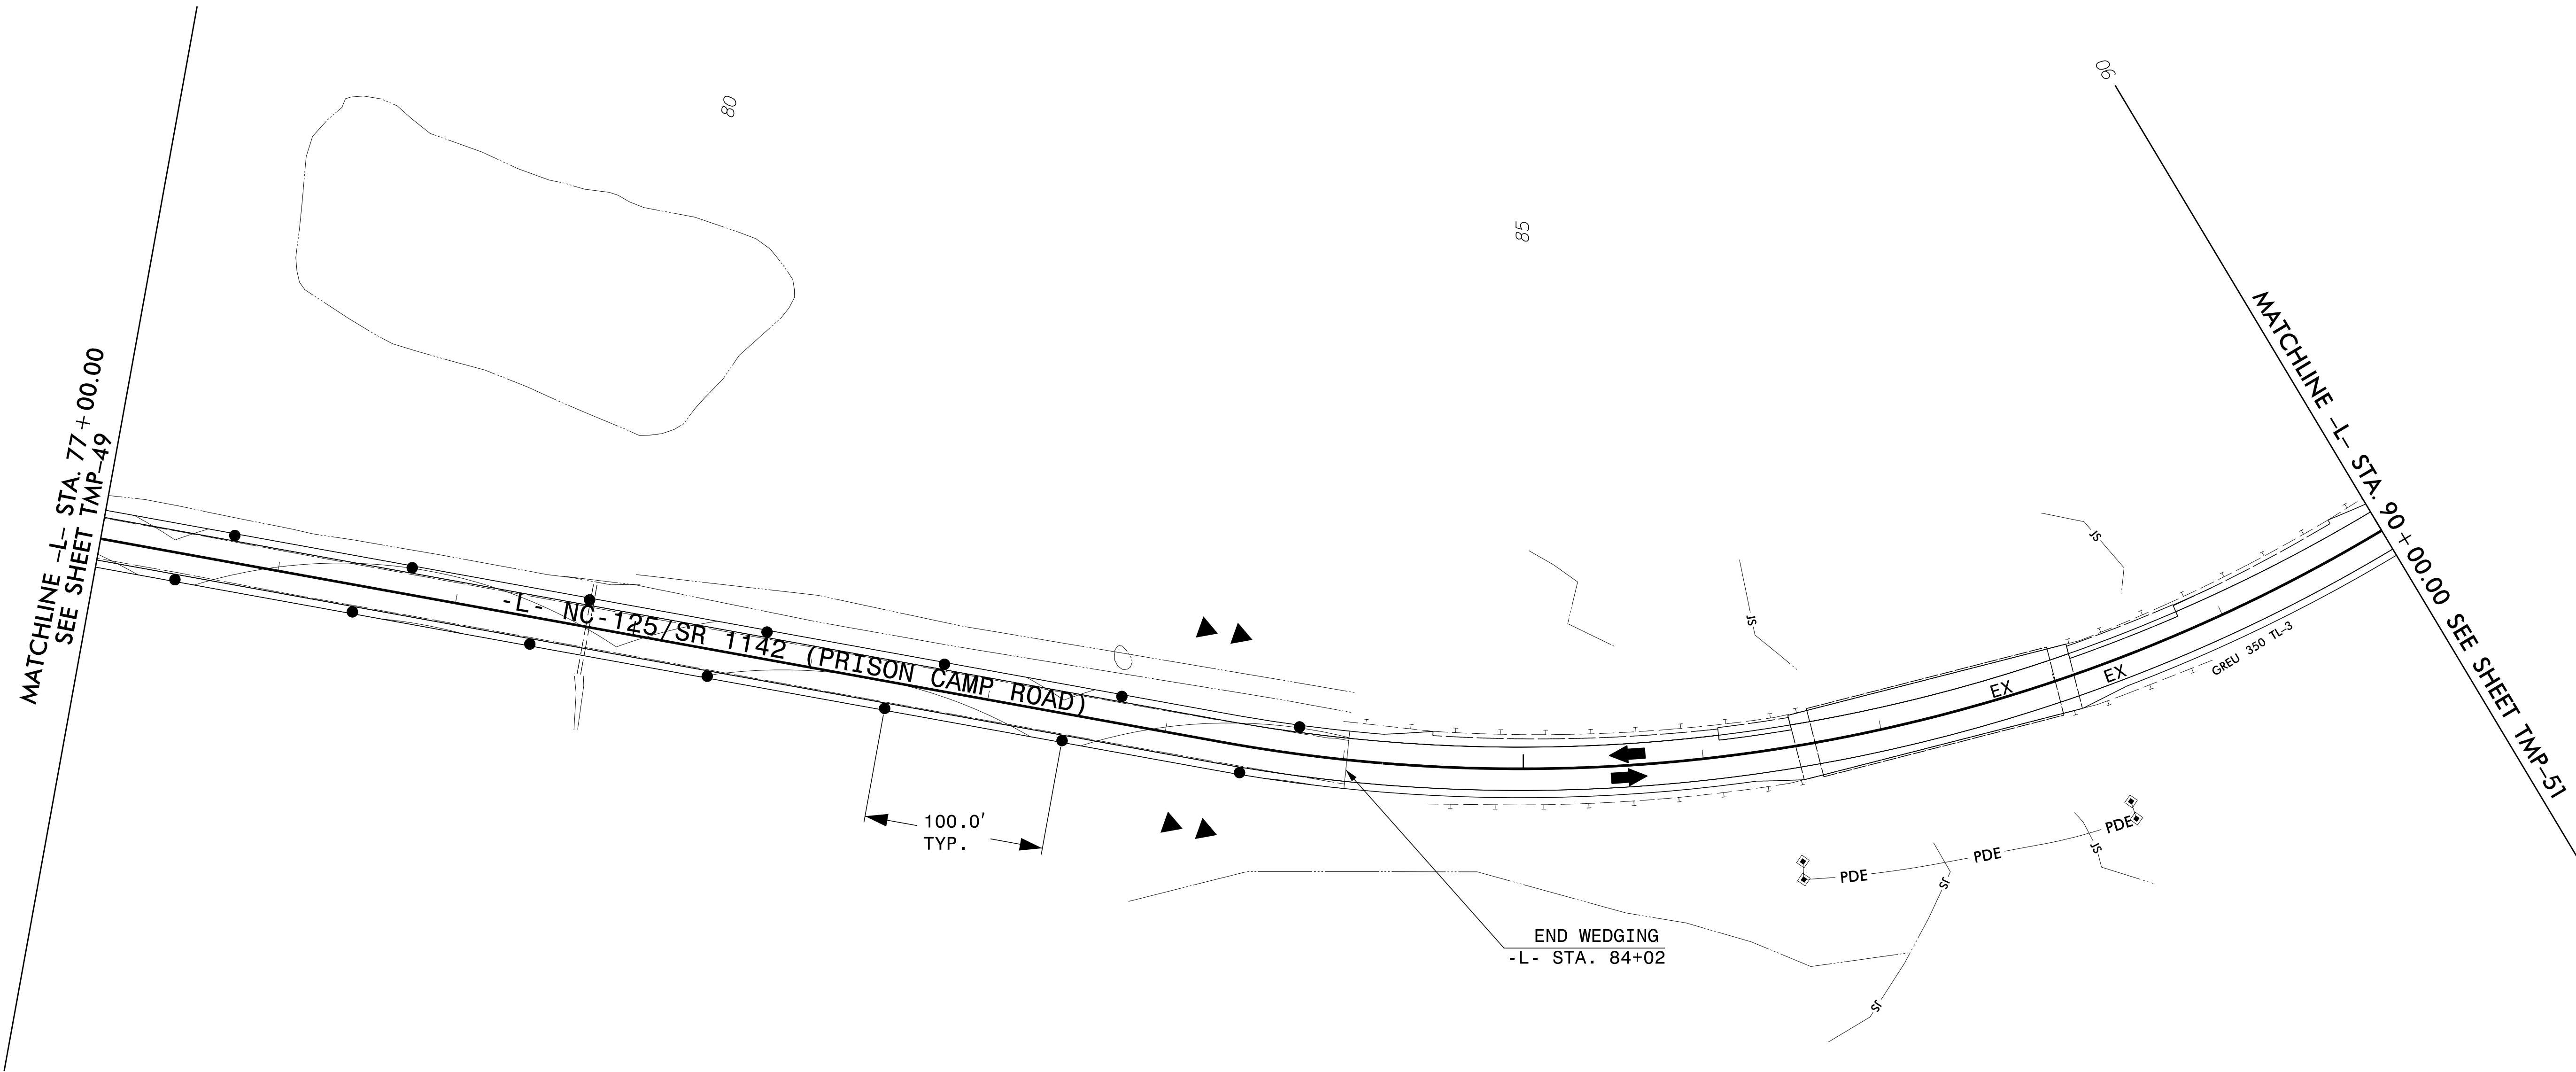 80
85
90
MATCHLINE -L- STA. 77+00.00
SEE SHEET TMP-49
MATCHLINE -L- STA. 90+00.00 SEE SHEET TMP-51
-L- NC-125/SR 1142 (PRISON CAMP ROAD)
JS
JS
EX
EX
GREU 350 TL-3
100.0'
TYP.
PDE
PDE
PDE
JS
JS
JS
END WEDGING
-L- STA. 84+02